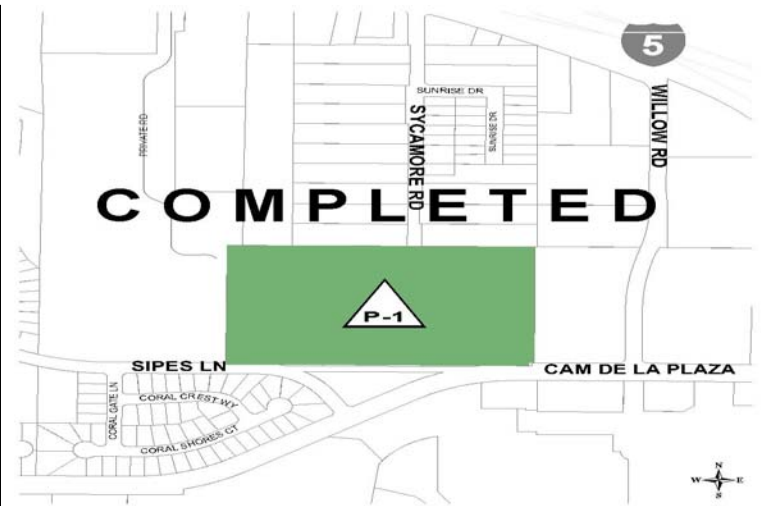 5
SUNRISE DR
SYCAMORE RD
SUNRISE DR
PRIVATE RD
WILLOW RD
COMPLETED
P-1
SIPES LN
CAM DE LA PLAZA
CORAL GATE LN
CORAL CREST WY
CORAL SHORES CT
N
W E
S